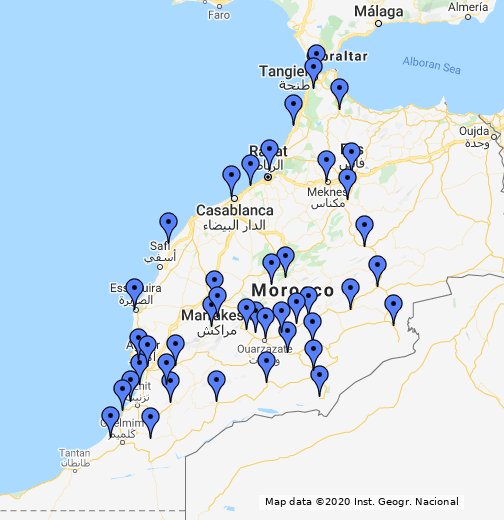 Faro
Málaga
Almería
Gibraltar
Alboran Sea
Tangier
طنجة
Oujda
وجدة
Rabat
الرباط
Fes
فاس
Meknes
مكناس
Casablanca
الدار البيضاء
Safi
آسفي
Essaouira
الصويرة
Morocco
Marrakesh
مراكش
Ouarzazate
Agadir
Tiznit
تزنيت
Guelmim
كلميم
Tantan
طانطان
Map data ©2020 Inst. Geogr. Nacional